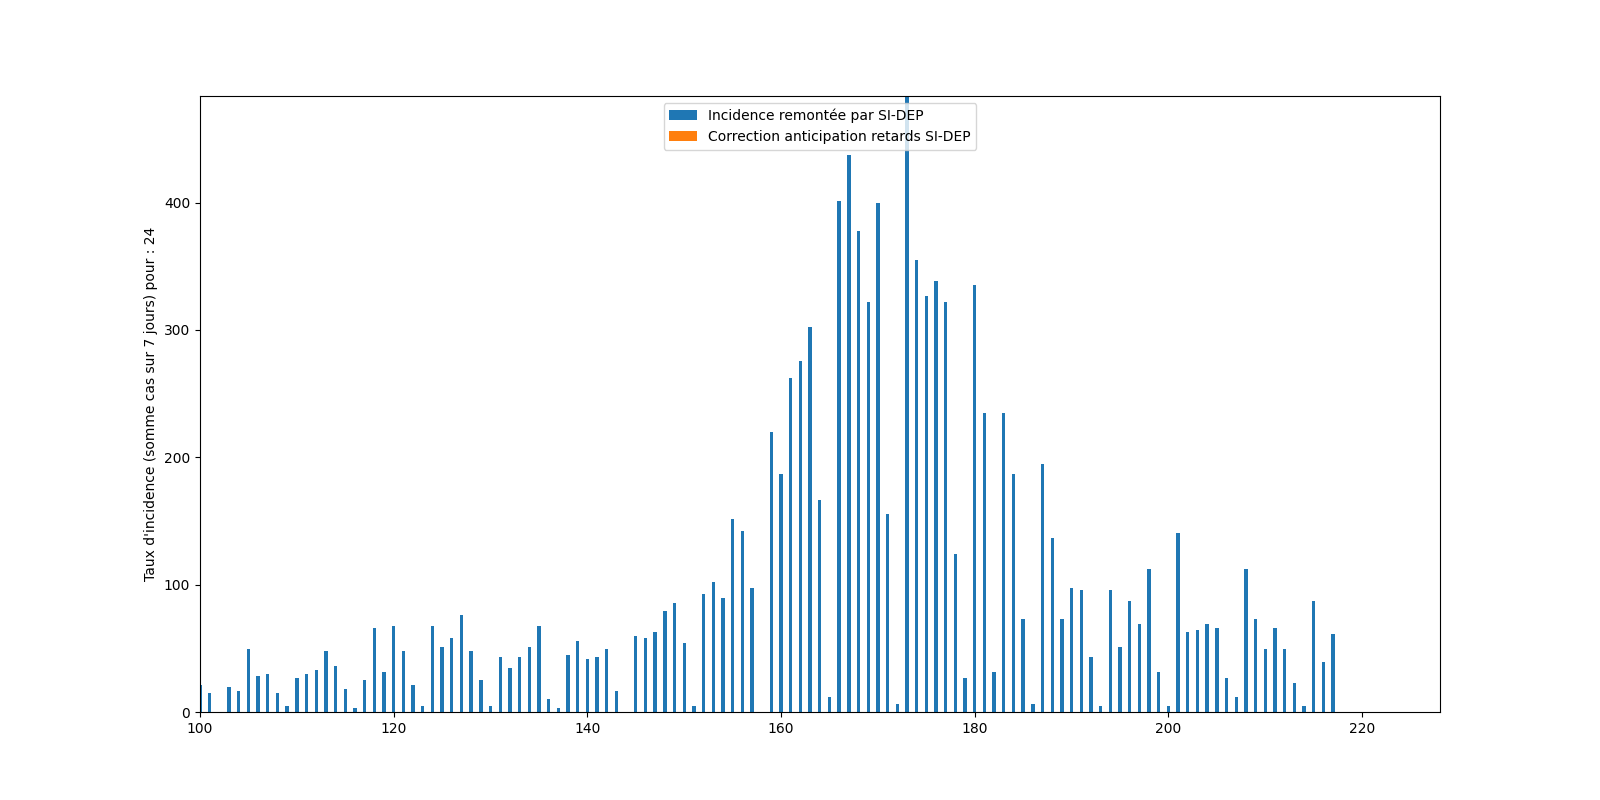 Incidence remontée par SI-DEP
Correction anticipation retards SI-DEP
Taux d'incidence (somme cas sur 7 jours) pour : 24
400
300
200
100
0
100 120 140 160 180 200 220